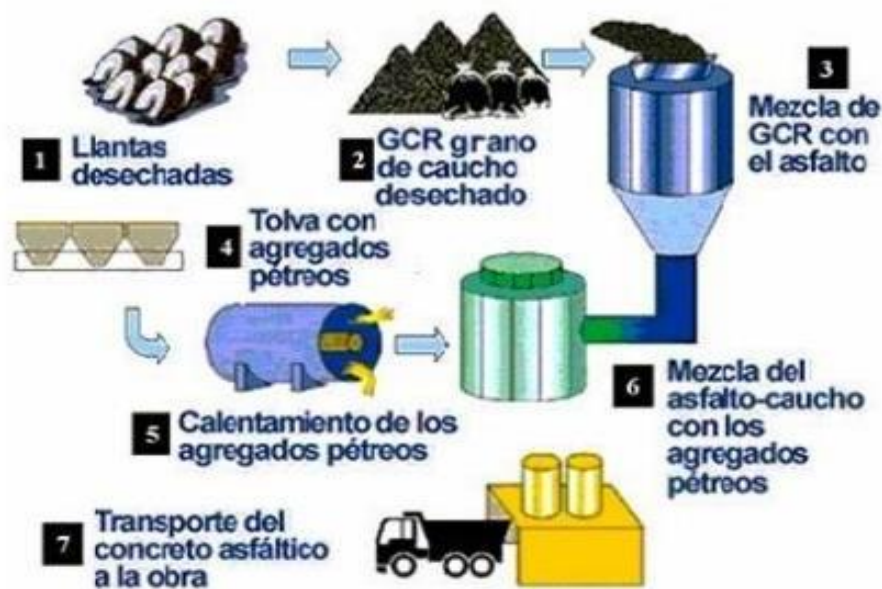 1 Llantas
desechadas
2 GCR grano
de caucho
desechado
3
Mezcla de
GCR con
el asfalto
4 Tolva con
agregados
pétreos
5 Calentamiento de los
agregados pétreos
6 Mezcla del
asfalto-caucho
con los
agregados
pétreos
7 Transporte del
concreto asfáltico
a la obra